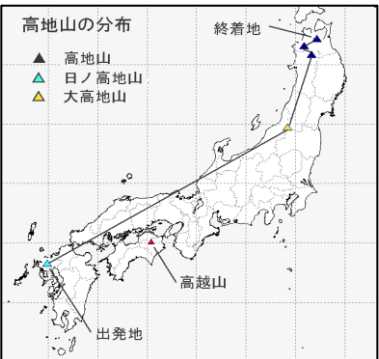 高地山の分布
高地山
日ノ高地山
大高地山
終着地
高越山
出発地